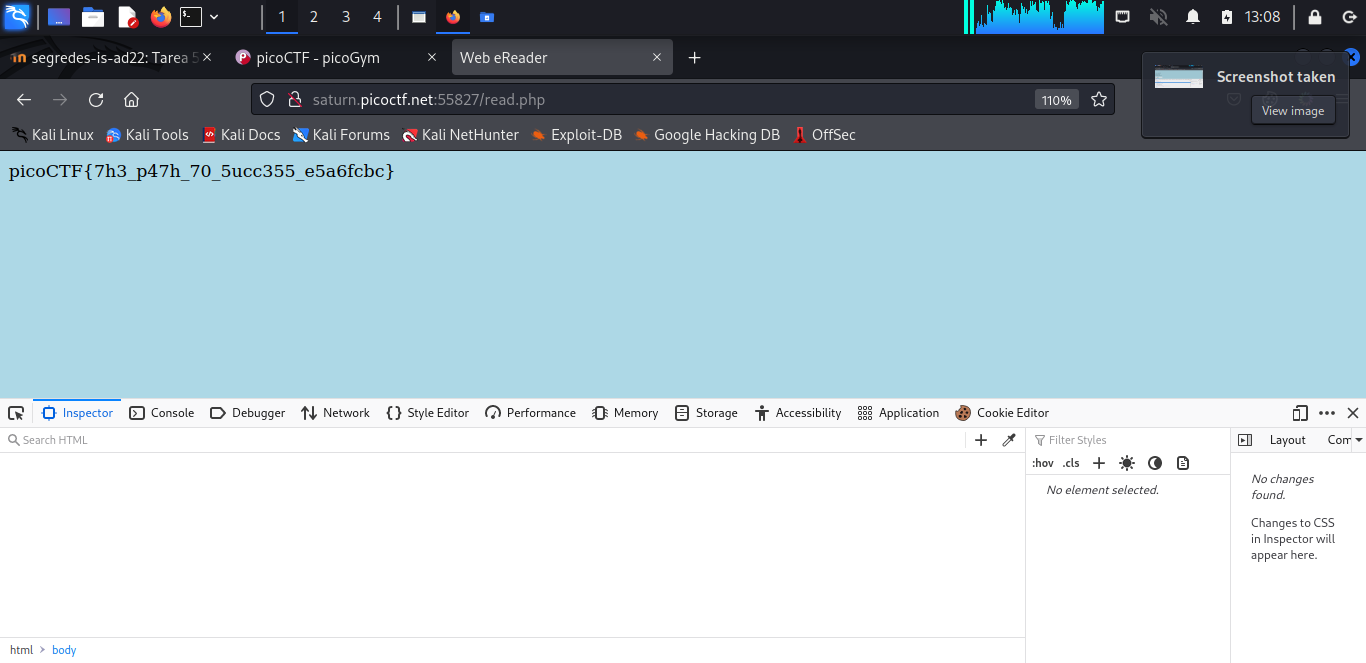 1 2 3 4 13:08
segredes-is-ad22: Tarea 5
picoCTF - picoGym
Web eReader
Screenshot taken
View image
saturn.picoctf.net:55827/read.php 110%
Kali Linux Kali Tools Kali Docs Kali Forums Kali NetHunter Exploit-DB Google Hacking DB OffSec
picoCTF{7h3_p47h_70_5ucc355_e5a6fcbc}
Inspector Console Debugger Network Style Editor Performance Memory Storage Accessibility Application Cookie Editor
Search HTML
Filter Styles
Layout Com
:hov .cls
No element selected.
No changes
found.
Changes to CSS
in Inspector will
appear here.
html > body